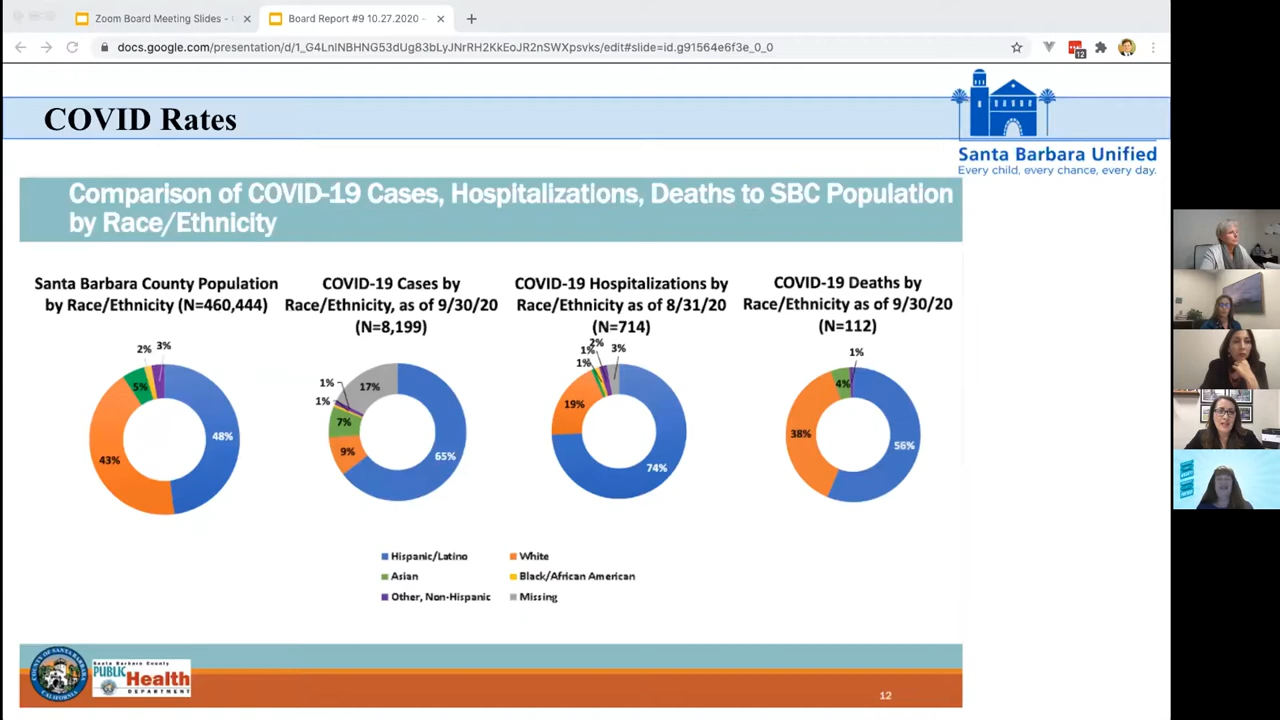 Zoom Board Meeting Slides -
Board Report #9 10.27.2020 -
docs.google.com/presentation/d/1_G4LnINBHNG53dUg83bLyJNrRH2KkEoJR2nSWXpsvks/edit#slide=id.g91564e6f3e_0_0
12
COVID Rates
Santa Barbara Unified
Every child, every chance, every day.
Comparison of COVID-19 Cases, Hospitalizations, Deaths to SBC Population
by Race/Ethnicity
Santa Barbara County Population
by Race/Ethnicity (N=460,444)
2%
3%
5%
48%
43%
COVID-19 Cases by
Race/Ethnicity, as of 9/30/20
(N=8,199)
1%
17%
1%
7%
9%
65%
COVID-19 Hospitalizations by
Race/Ethnicity as of 8/31/20
(N=714)
2%
1%
3%
1%
19%
74%
COVID-19 Deaths by
Race/Ethnicity as of 9/30/20
(N=112)
1%
4%
38%
56%
Hispanic/Latino
White
Asian
Black/African American
Other, Non-Hispanic
Missing
Santa Barbara County
PUBLIC
Health
DEPARTMENT
12